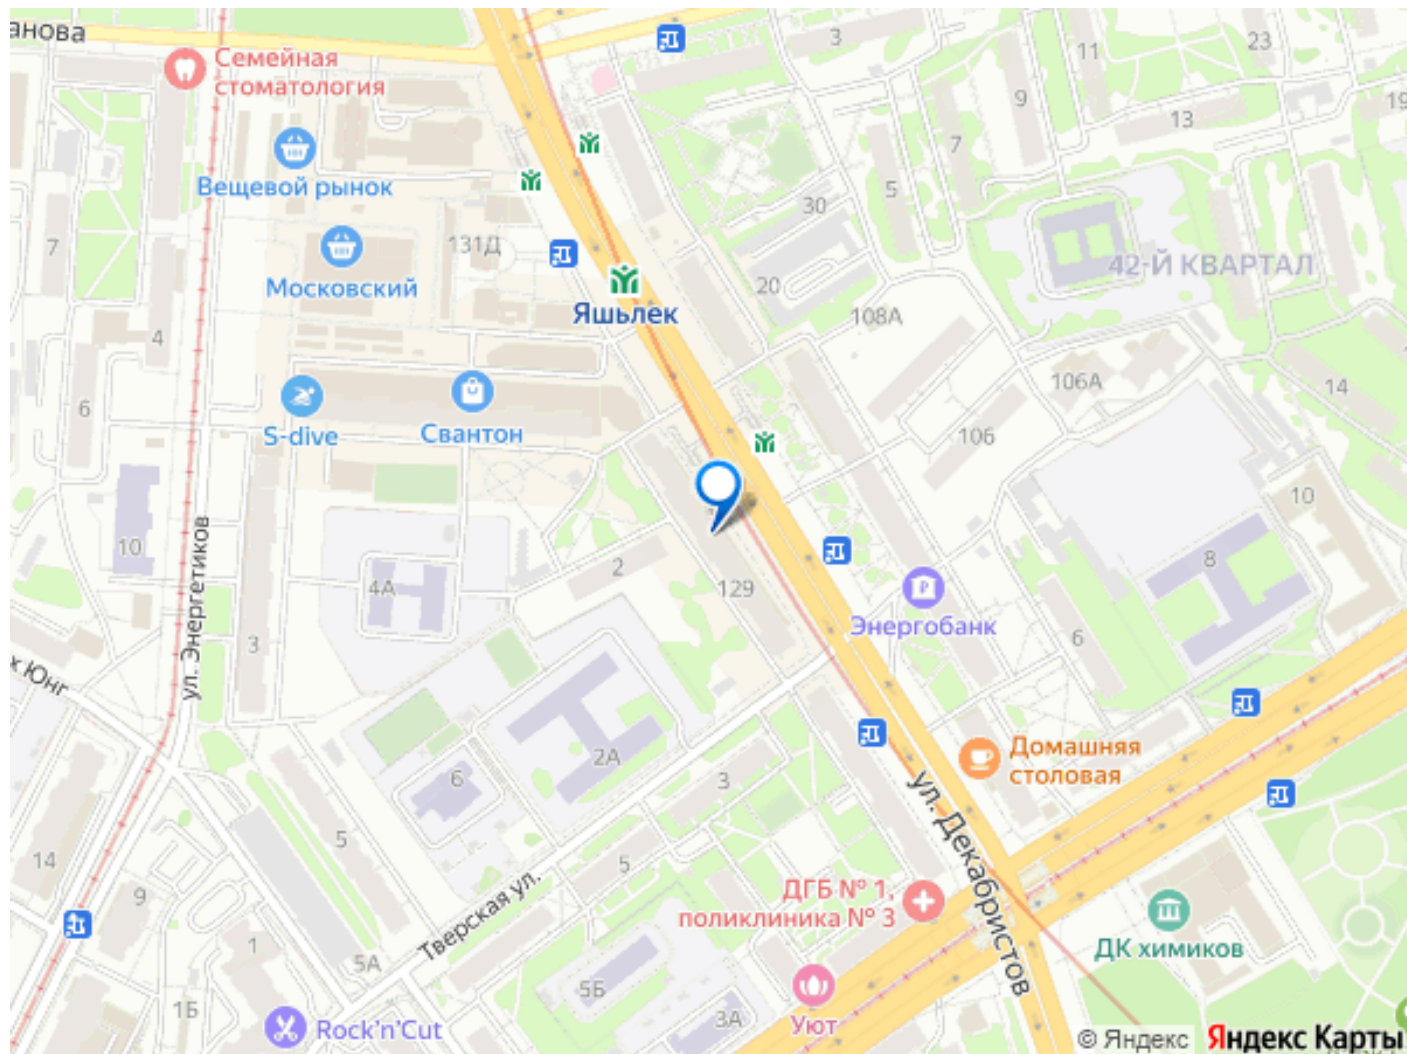 анова
Семейная
стоматология
3
11
23
9
19
13
7
Вещевой рынок
5
30
7
131Д
Московский
42-Й КВАРТАЛ
20
Яшьлек
108А
4
106А
14
6
S-dive
Свантон
106
10
10
ул. Энергетиков
2
4А
129
8
Энергобанк
6
3
х Юнг
Домашняя
столовая
2А
6
3
ул. Декабристов
5
5
14
Тверская ул.
9
ДГБ № 1,
поликлиника № 3
1
ДК химиков
5А
5Б
1Б
3А
Уют
Rock'n'Cut
© Яндекс
Яндекс Карты